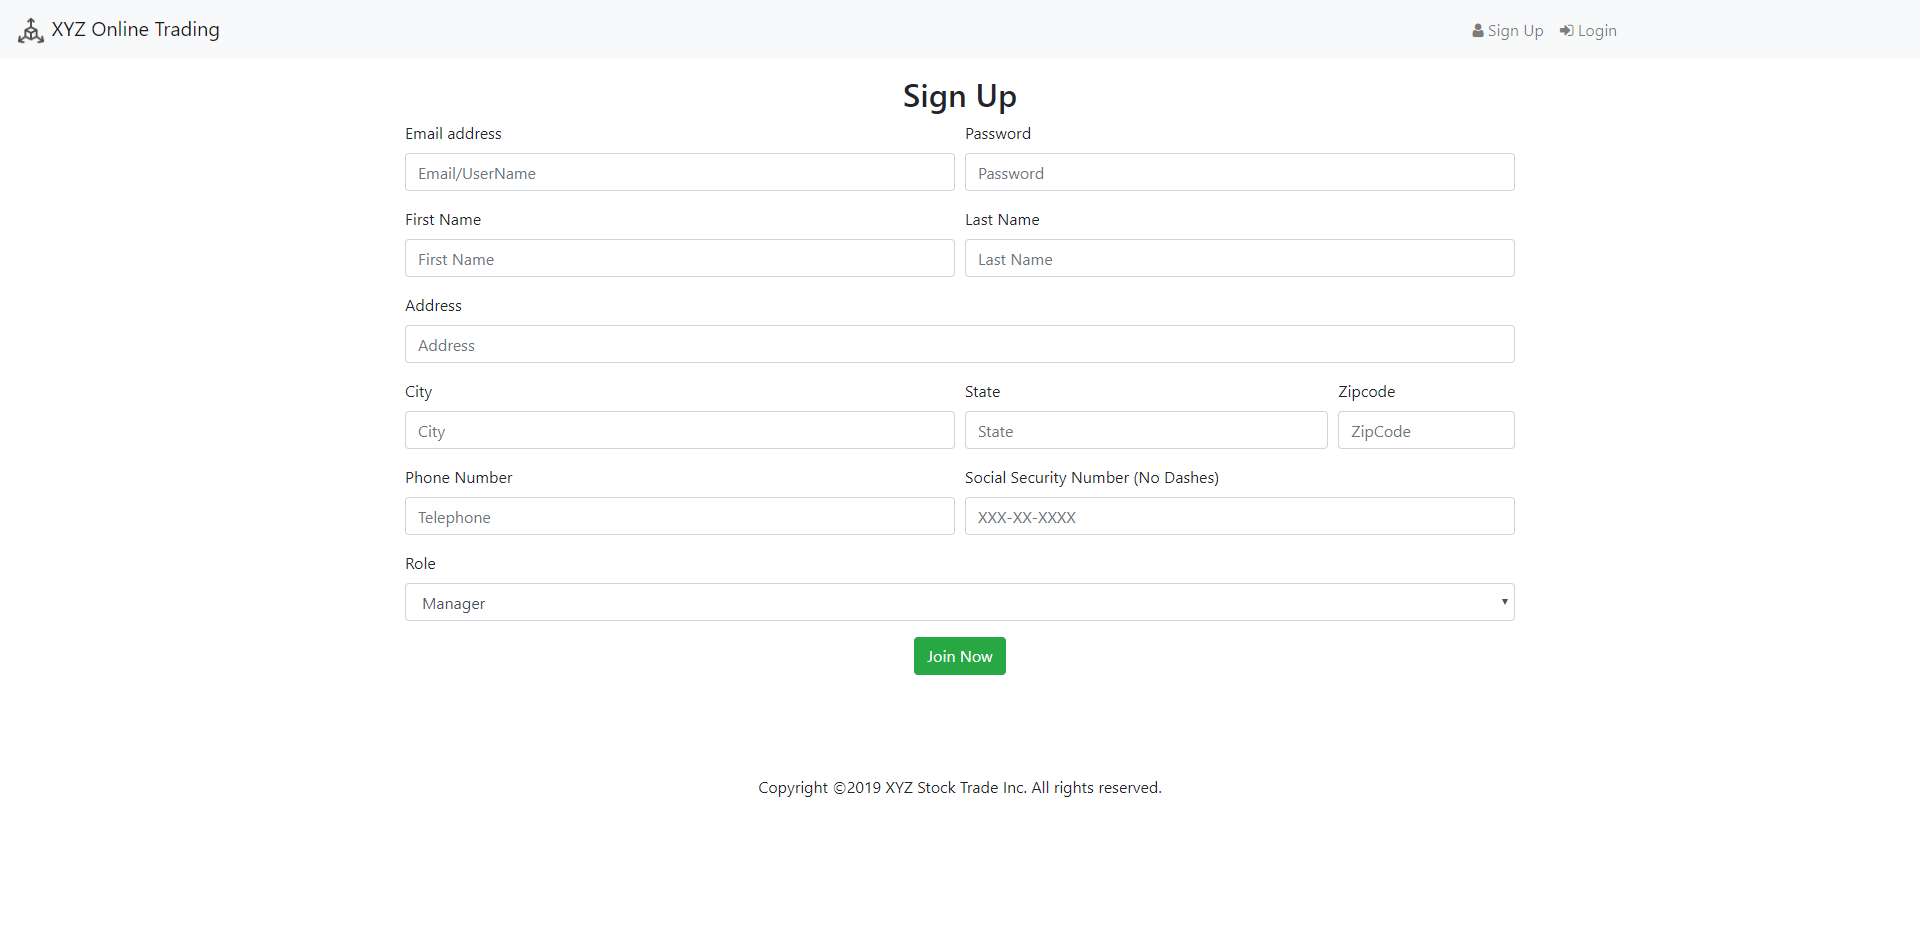 XYZ Online Trading
Sign Up
Login
Sign Up
Email address
Password
Email/UserName
Password
First Name
Last Name
First Name
Last Name
Address
Address
City
State
Zipcode
City
State
ZipCode
Phone Number
Social Security Number (No Dashes)
Telephone
XXX-XX-XXXX
Role
Manager
Join Now
Copyright ©2019 XYZ Stock Trade Inc. All rights reserved.